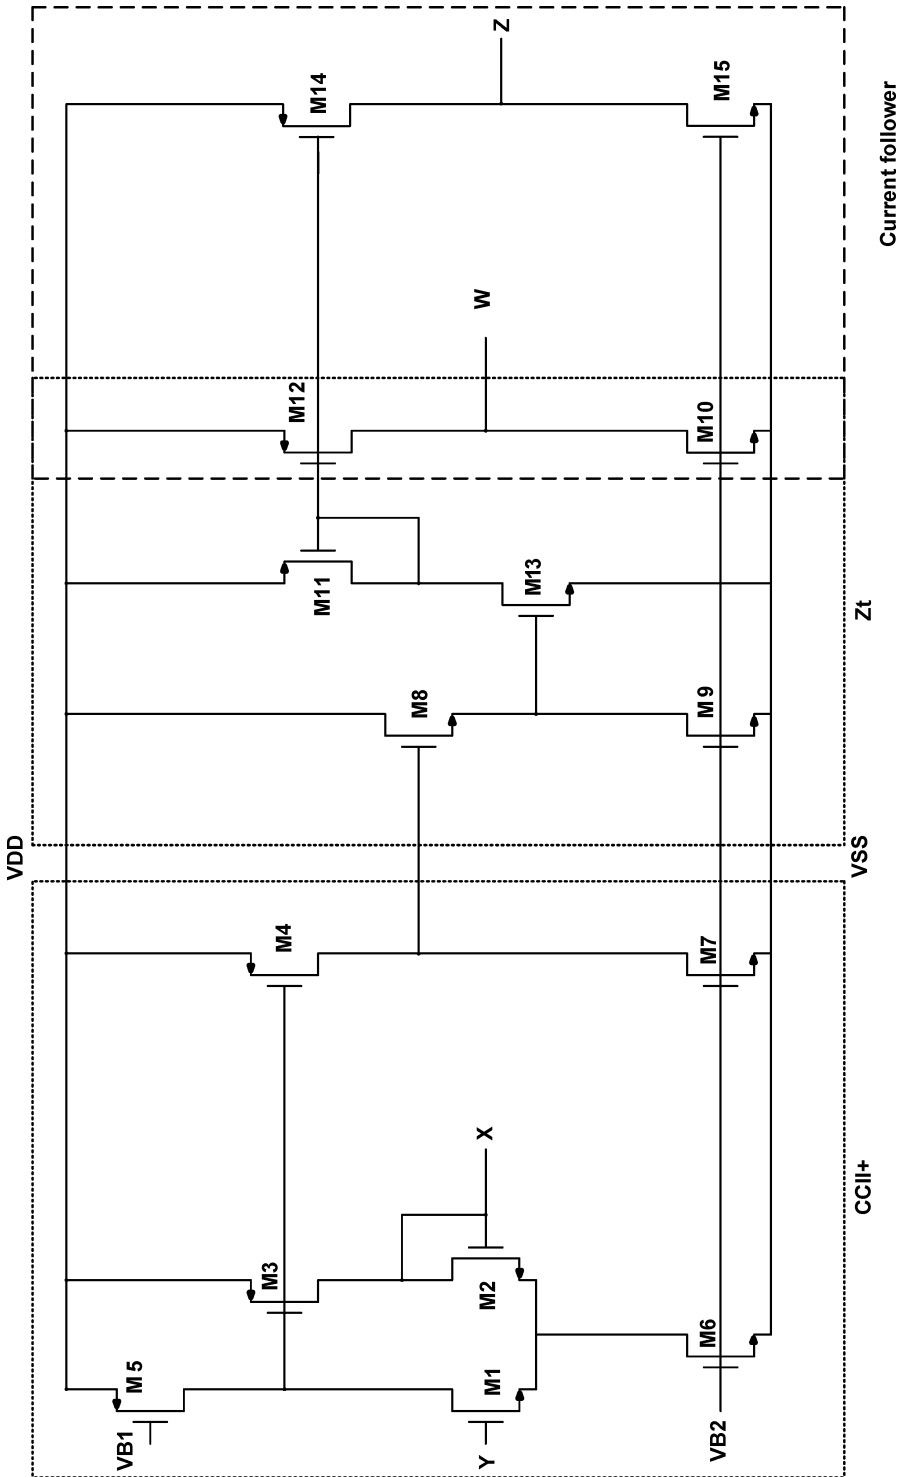 VDD
VB1
M 5
M3
M4
M8
M11
M12
M14
Y
M1
M2
X
M13
W
Z
VB2
M6
M7
M 9
M10
M15
VSS
CCII+
Zt
Current follower